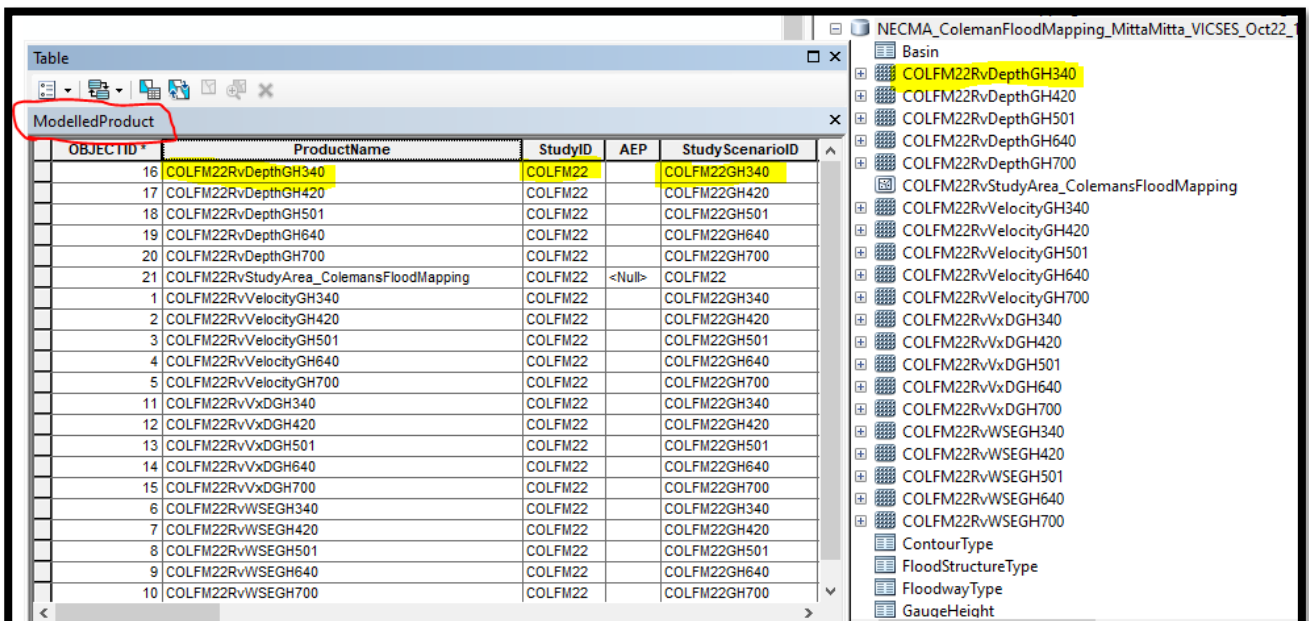 Table
ModelledProduct
OBJECTID * ProductName StudyID AEP StudyScenarioID
16 COLFM22RvDepthGH340 COLFM22 COLFM22GH340
17 COLFM22RvDepthGH420 COLFM22 COLFM22GH420
18 COLFM22RvDepthGH501 COLFM22 COLFM22GH501
19 COLFM22RvDepthGH640 COLFM22 COLFM22GH640
20 COLFM22RvDepthGH700 COLFM22 COLFM22GH700
21 COLFM22RvStudyArea_ColemansFloodMapping COLFM22 <Null> COLFM22
1 COLFM22RvVelocityGH340 COLFM22 COLFM22GH340
2 COLFM22RvVelocityGH420 COLFM22 COLFM22GH420
3 COLFM22RvVelocityGH501 COLFM22 COLFM22GH501
4 COLFM22RvVelocityGH640 COLFM22 COLFM22GH640
5 COLFM22RvVelocityGH700 COLFM22 COLFM22GH700
11 COLFM22RvVxDGH340 COLFM22 COLFM22GH340
12 COLFM22RvVxDGH420 COLFM22 COLFM22GH420
13 COLFM22RvVxDGH501 COLFM22 COLFM22GH501
14 COLFM22RvVxDGH640 COLFM22 COLFM22GH640
15 COLFM22RvVxDGH700 COLFM22 COLFM22GH700
6 COLFM22RvWSEGH340 COLFM22 COLFM22GH340
7 COLFM22RvWSEGH420 COLFM22 COLFM22GH420
8 COLFM22RvWSEGH501 COLFM22 COLFM22GH501
9 COLFM22RvWSEGH640 COLFM22 COLFM22GH640
10 COLFM22RvWSEGH700 COLFM22 COLFM22GH700
NECMA_ColemanFloodMapping_MittaMitta_VICSES_Oct22_1
Basin
COLFM22RvDepthGH340
COLFM22RvDepthGH420
COLFM22RvDepthGH501
COLFM22RvDepthGH640
COLFM22RvDepthGH700
COLFM22RvStudyArea_ColemansFloodMapping
COLFM22RvVelocityGH340
COLFM22RvVelocityGH420
COLFM22RvVelocityGH501
COLFM22RvVelocityGH640
COLFM22RvVelocityGH700
COLFM22RvVxDGH340
COLFM22RvVxDGH420
COLFM22RvVxDGH501
COLFM22RvVxDGH640
COLFM22RvVxDGH700
COLFM22RvWSEGH340
COLFM22RvWSEGH420
COLFM22RvWSEGH501
COLFM22RvWSEGH640
COLFM22RvWSEGH700
ContourType
FloodStructureType
FloodwayType
GaugeHeight